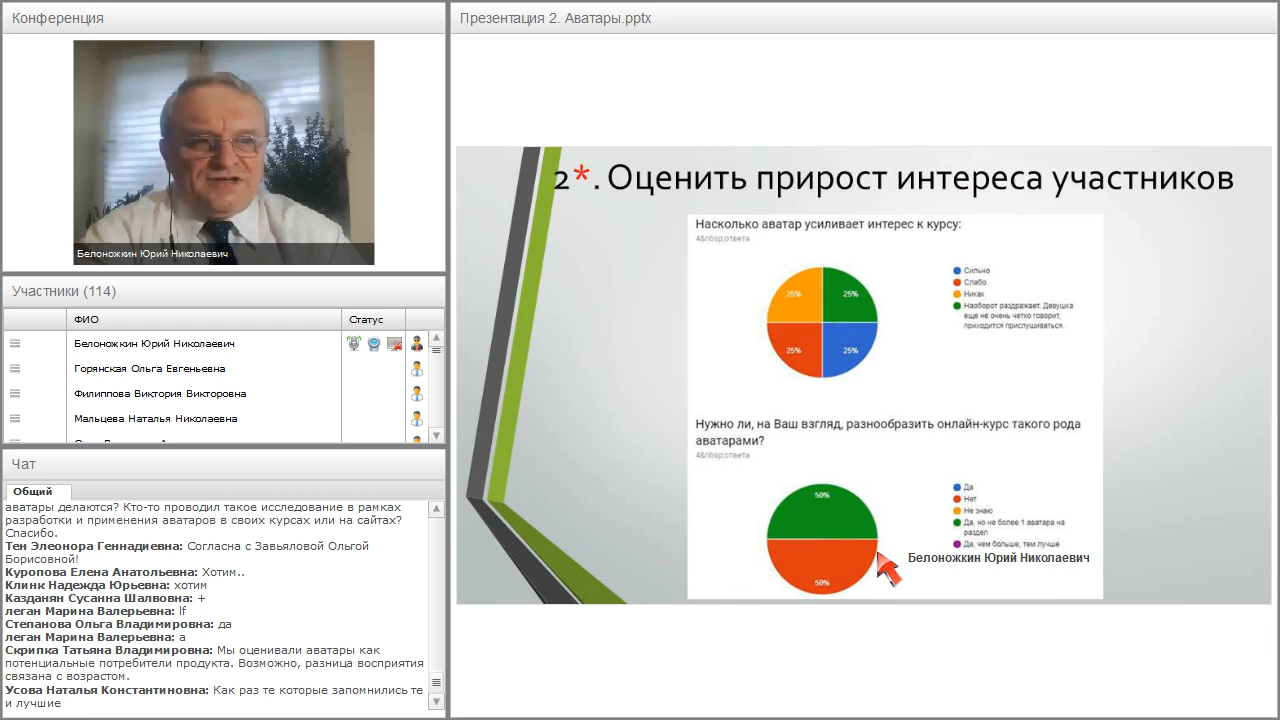 Конференция
Белоножкин Юрий Николаевич
Участники (114)
ФИО
Статус
Белоножкин Юрий Николаевич
Горянская Ольга Евгеньевна
Филиппова Виктория Викторовна
Мальцева Наталья Николаевна
Чат
Общий
аватары делаются? Кто-то проводил такое исследование в рамках
разработки и применения аватаров в своих курсах или на сайтах?
Спасибо.
Тен Элеонора Геннадиевна: Согласна с Завьяловой Ольгой
Борисовной!
Куропова Елена Анатольевна: Хотим..
Клинк Надежда Юрьевна: хотим
Казданян Сусанна Шалвовна: +
леган Марина Валерьевна: lf
Степанова Ольга Владимировна: да
леган Марина Валерьевна: а
Скрипка Татьяна Владимировна: Мы оценивали аватары как
потенциальные потребители продукта. Возможно, разница восприятия
связана с возрастом.
Усова Наталья Константиновна: Как раз те которые запомнились те
и лучшие
Презентация 2. Аватары.pptx
2*. Оценить прирост интереса участников
Насколько аватар усиливает интерес к курсу:
4&nbsp;ответа
25%
25%
25%
25%
Сильно
Слабо
Никак
Наоборот раздражает. Девушка
еще не очень четко говорит,
приходится прислушиваться.
Нужно ли, на Ваш взгляд, разнообразить онлайн-курс такого рода
аватарами?
4&nbsp;ответа
50%
50%
Да
Нет
Не знаю
Да, но не более 1 аватара на
раздел
Да, чем больше, тем лучше
Белоножкин Юрий Николаевич